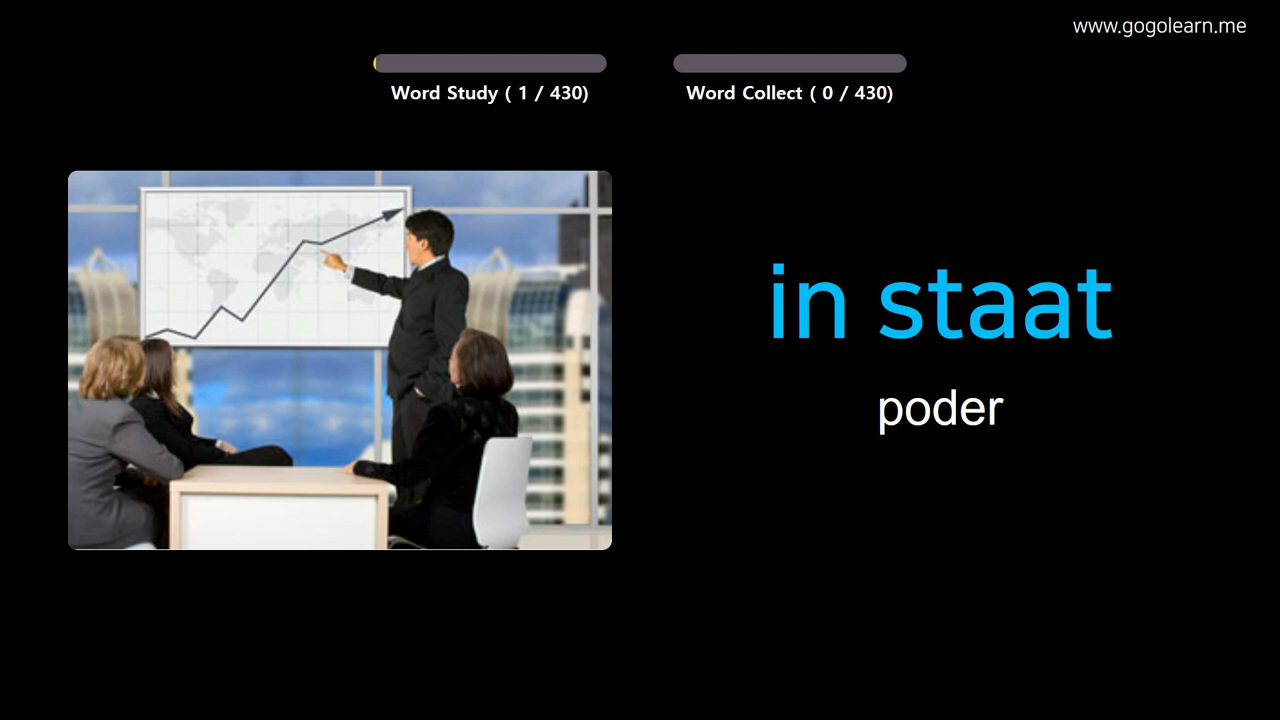 www.gogolearn.me
Word Study ( 1 / 430)
Word Collect ( 0 / 430)
in staat
poder